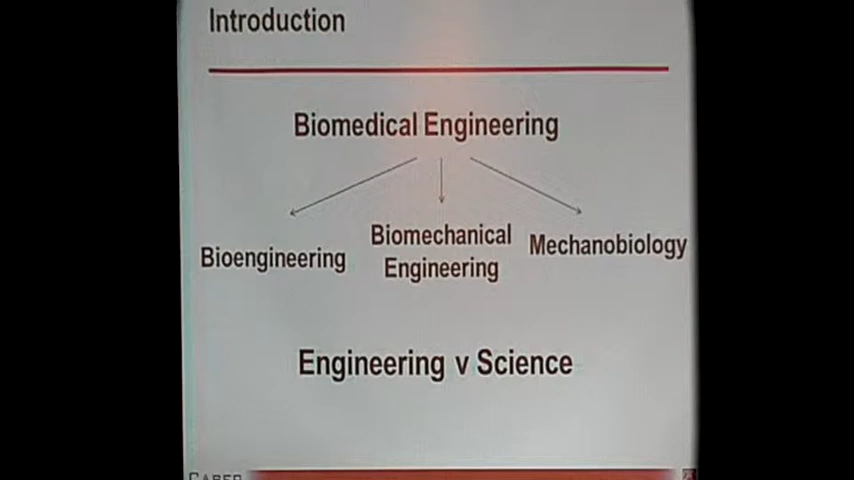 Introduction
Biomedical Engineering
Bioengineering
Biomechanical
Engineering
Mechanobiology
Engineering v Science